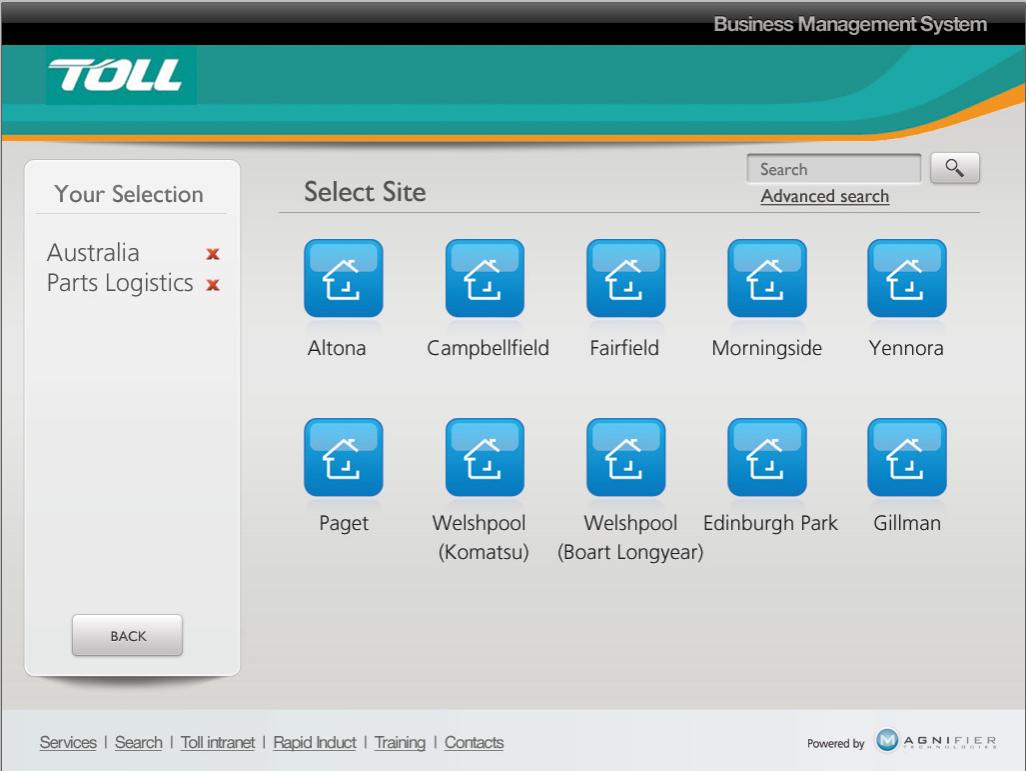 Business Management System
TOLL
Search
Advanced search
Your Selection
Australia
Parts Logistics
BACK
Select Site
Altona
Campbellfield
Fairfield
Morningside
Yennora
Paget
Welshpool
(Komatsu)
Welshpool
(Boart Longyear)
Edinburgh Park
Gillman
Services | Search | Toll intranet | Rapid Induct | Training | Contacts
Powered by MAGNIFIER
TECHNOLOGIES